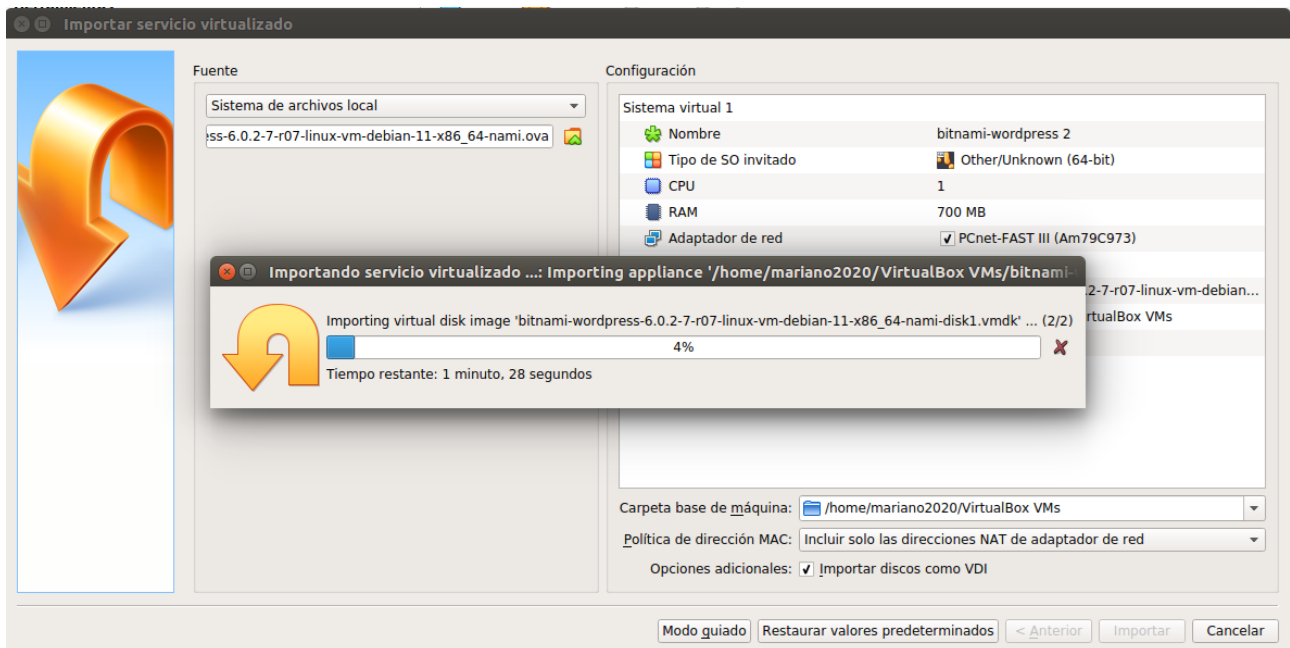 Importar servicio virtualizado
Fuente
Configuración
Sistema de archivos local
ess-6.0.2-7-r07-linux-vm-debian-11-x86_64-nami.ova
Sistema virtual 1
Nombre bitnami-wordpress 2
Tipo de SO invitado Other/Unknown (64-bit)
CPU 1
RAM 700 MB
Adaptador de red PCnet-FAST III (Am79C973)
.2-7-r07-linux-vm-debian...
rtualBox VMs
Importando servicio virtualizado ...: Importing appliance '/home/mariano2020/VirtualBox VMs/bitnami-
Importing virtual disk image 'bitnami-wordpress-6.0.2-7-r07-linux-vm-debian-11-x86_64-nami-disk1.vmdk' ... (2/2)
4%
Tiempo restante: 1 minuto, 28 segundos
Carpeta base de máquina: /home/mariano2020/VirtualBox VMs
Política de dirección MAC: Incluir solo las direcciones NAT de adaptador de red
Opciones adicionales: Importar discos como VDI
Modo guiado Restaurar valores predeterminados < Anterior Importar Cancelar